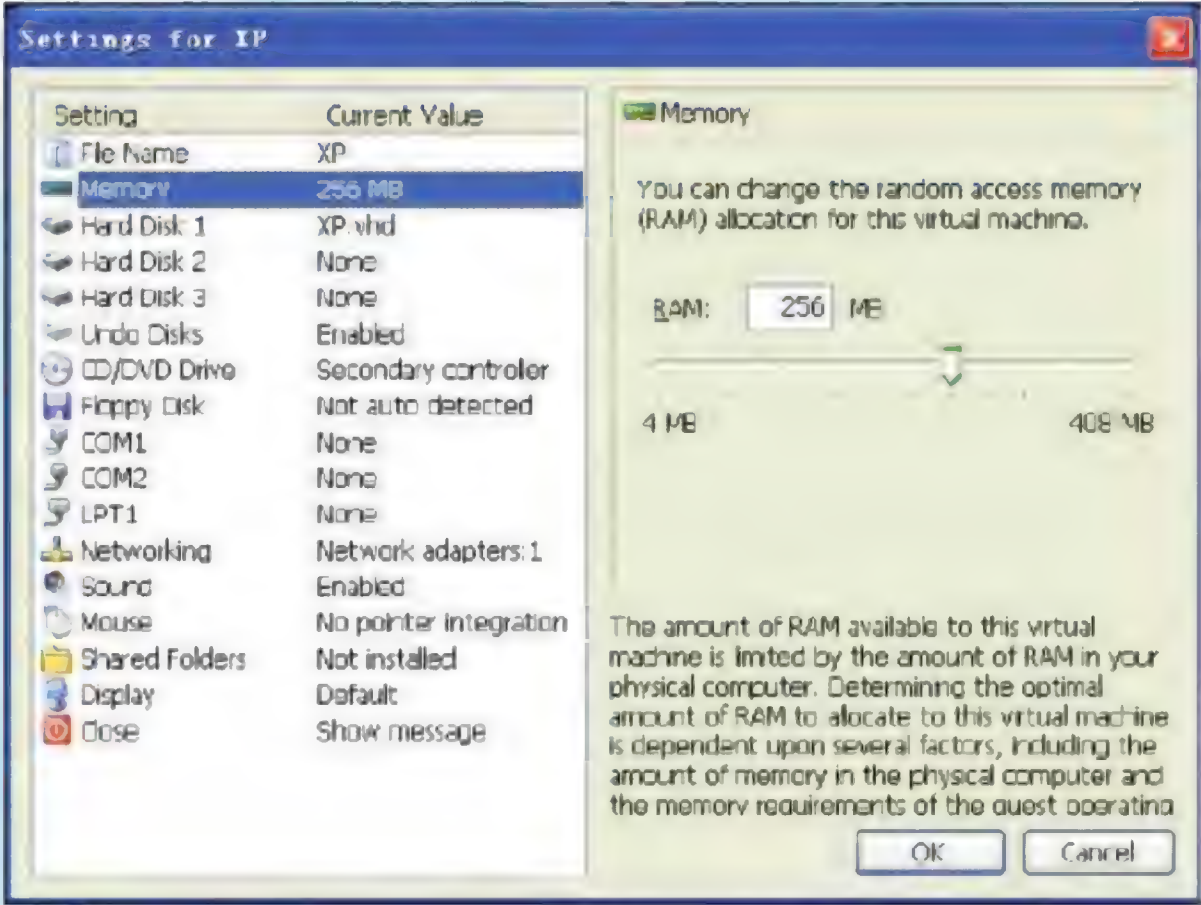 Settings for XP
Setting Current Value
File Name XP
Memory 256 MB
Hard Disk 1 XP.vhd
Hard Disk 2 None
Hard Disk 3 None
Undo Disks Enabled
CD/DVD Drive Secondary controller
Floppy Disk Not auto detected
COM1 None
COM2 None
LPT1 None
Networking Network adapters:1
Sound Enabled
Mouse No pointer integration
Shared Folders Not installed
Display Default
Close Show message
Memory
You can change the random access memory
(RAM) allocation for this virtual machine.
RAM: 256 MB
4 MB 408 MB
The amount of RAM available to this virtual
machine is limited by the amount of RAM in your
physical computer. Determining the optimal
amount of RAM to allocate to this virtual machine
is dependent upon several factors, including the
amount of memory in the physical computer and
the memory requirements of the guest operating
OK Cancel